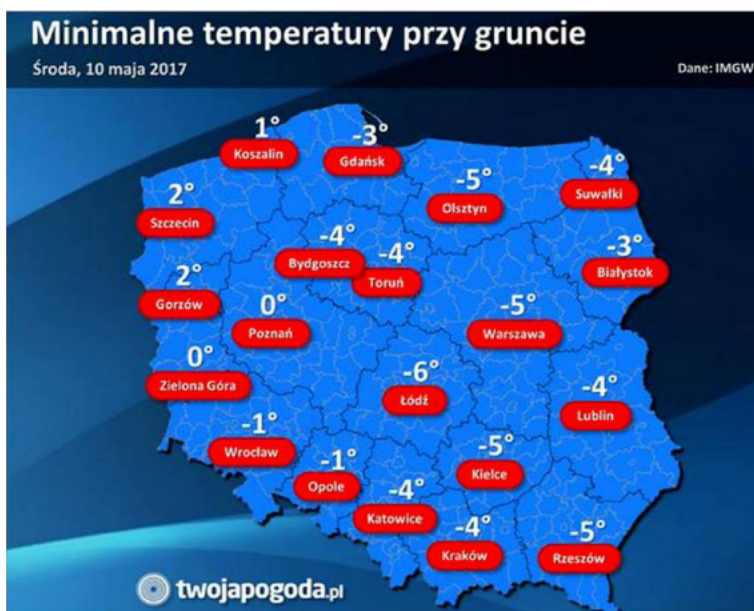 Minimalne temperatury przy gruncie
Środa, 10 maja 2017
Dane: IMGW
1°
Koszalin
-3°
Gdańsk
-5°
Olsztyn
-4°
Suwałki
2°
Szczecin
-4°
Bydgoszcz
-4°
Toruń
-3°
Białystok
2°
Gorzów
0°
Poznań
-5°
Warszawa
0°
Zielona Góra
-6°
Łódź
-4°
Lublin
-1°
Wrocław
-1°
Opole
-5°
Kielce
-4°
Katowice
-4°
Kraków
-5°
Rzeszów
twojapogoda.pl